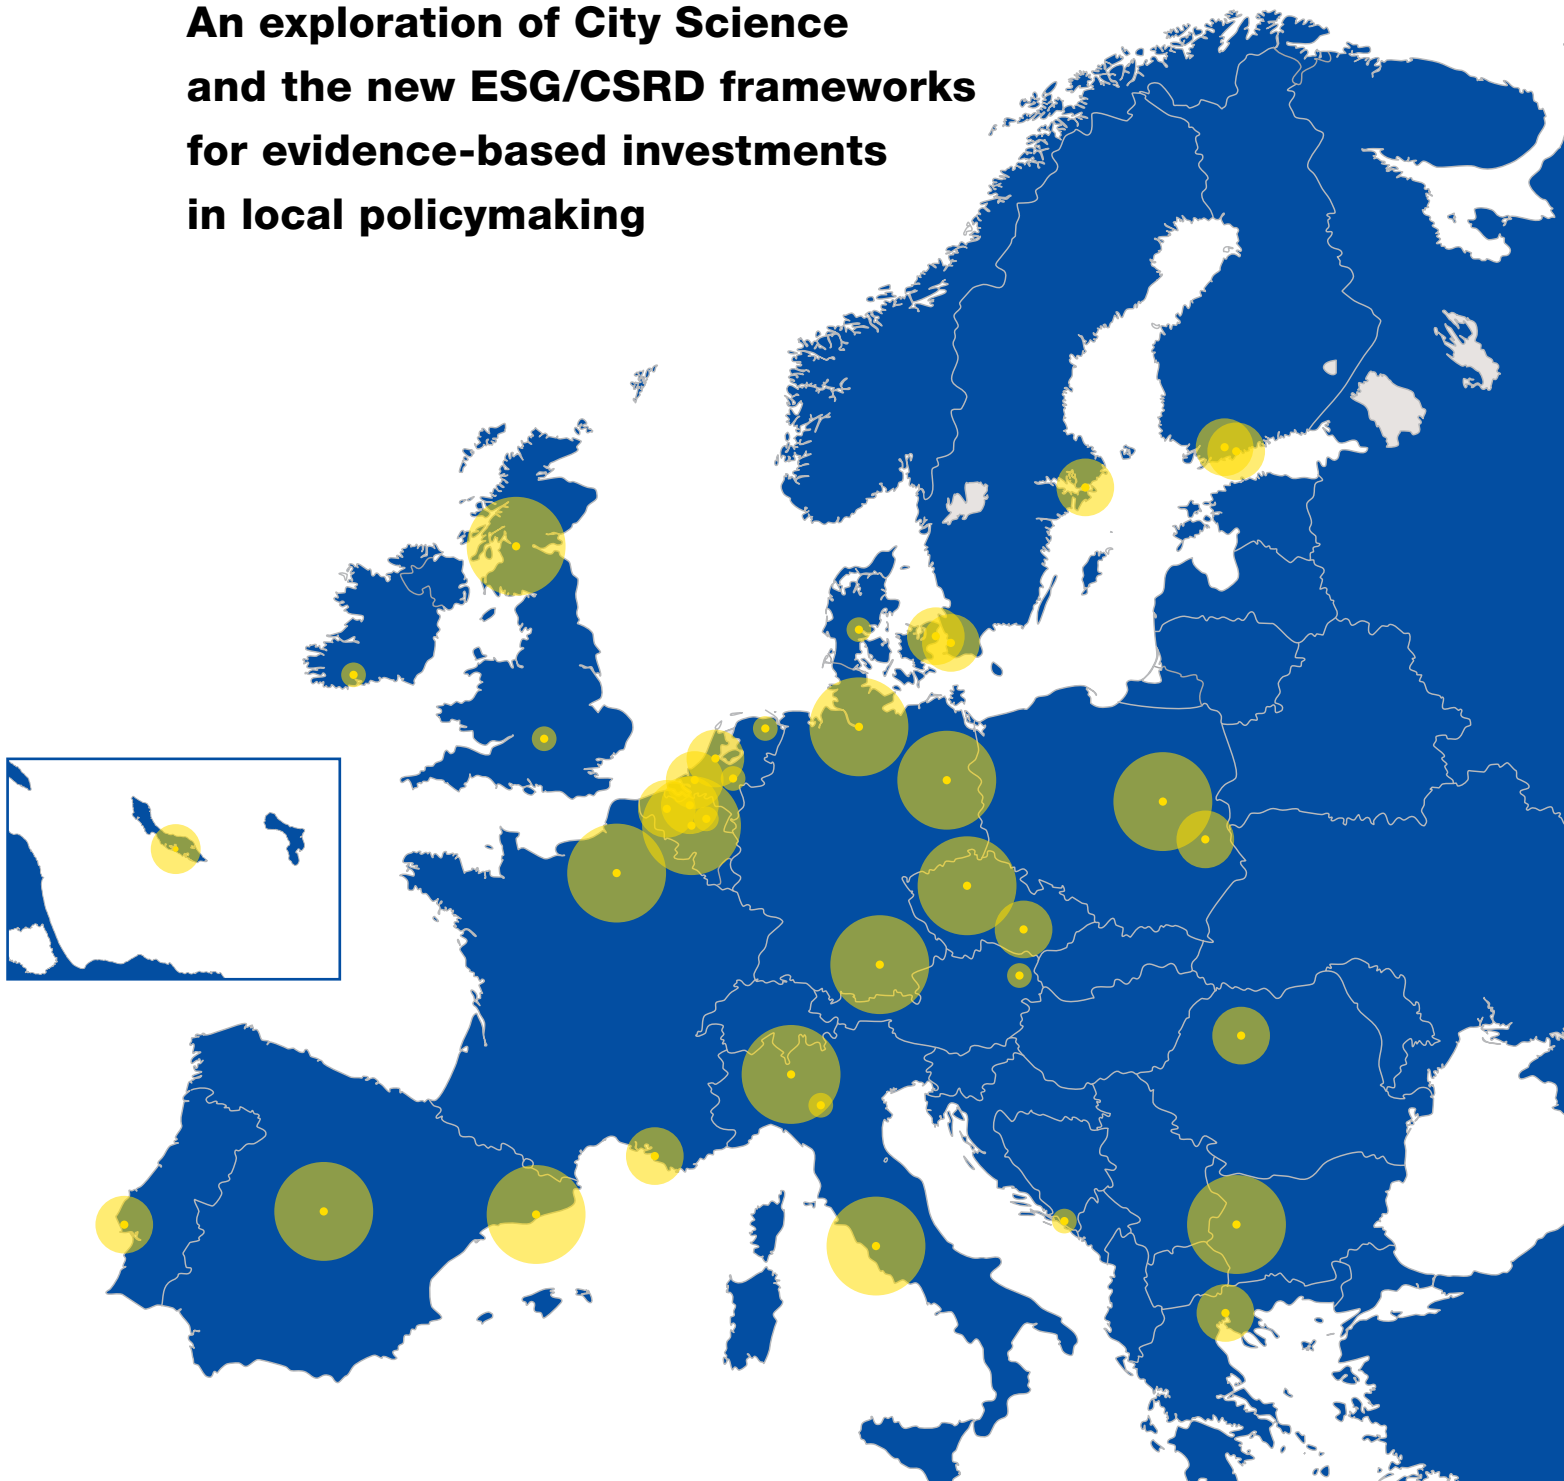 An exploration of City Science
and the new ESG/CSRD frameworks
for evidence-based investments
in local policymaking